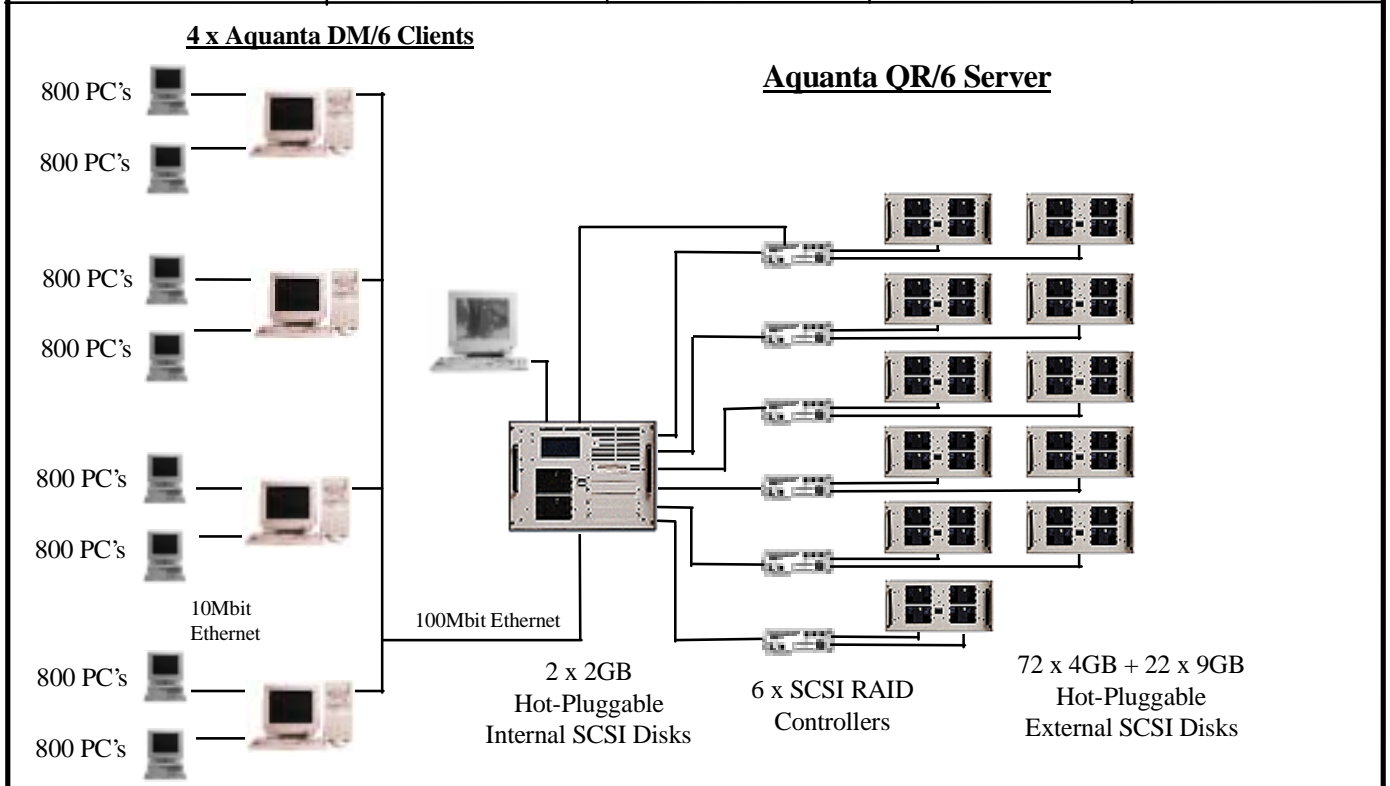 4 x Aquanta DM/6 Clients
Aquanta QR/6 Server
800 PC's
800 PC's
800 PC's
800 PC's
800 PC's
800 PC's
10Mbit
Ethernet
100Mbit Ethernet
800 PC's
800 PC's
2 x 2GB
Hot-Pluggable
Internal SCSI Disks
6 x SCSI RAID
Controllers
72 x 4GB + 22 x 9GB
Hot-Pluggable
External SCSI Disks